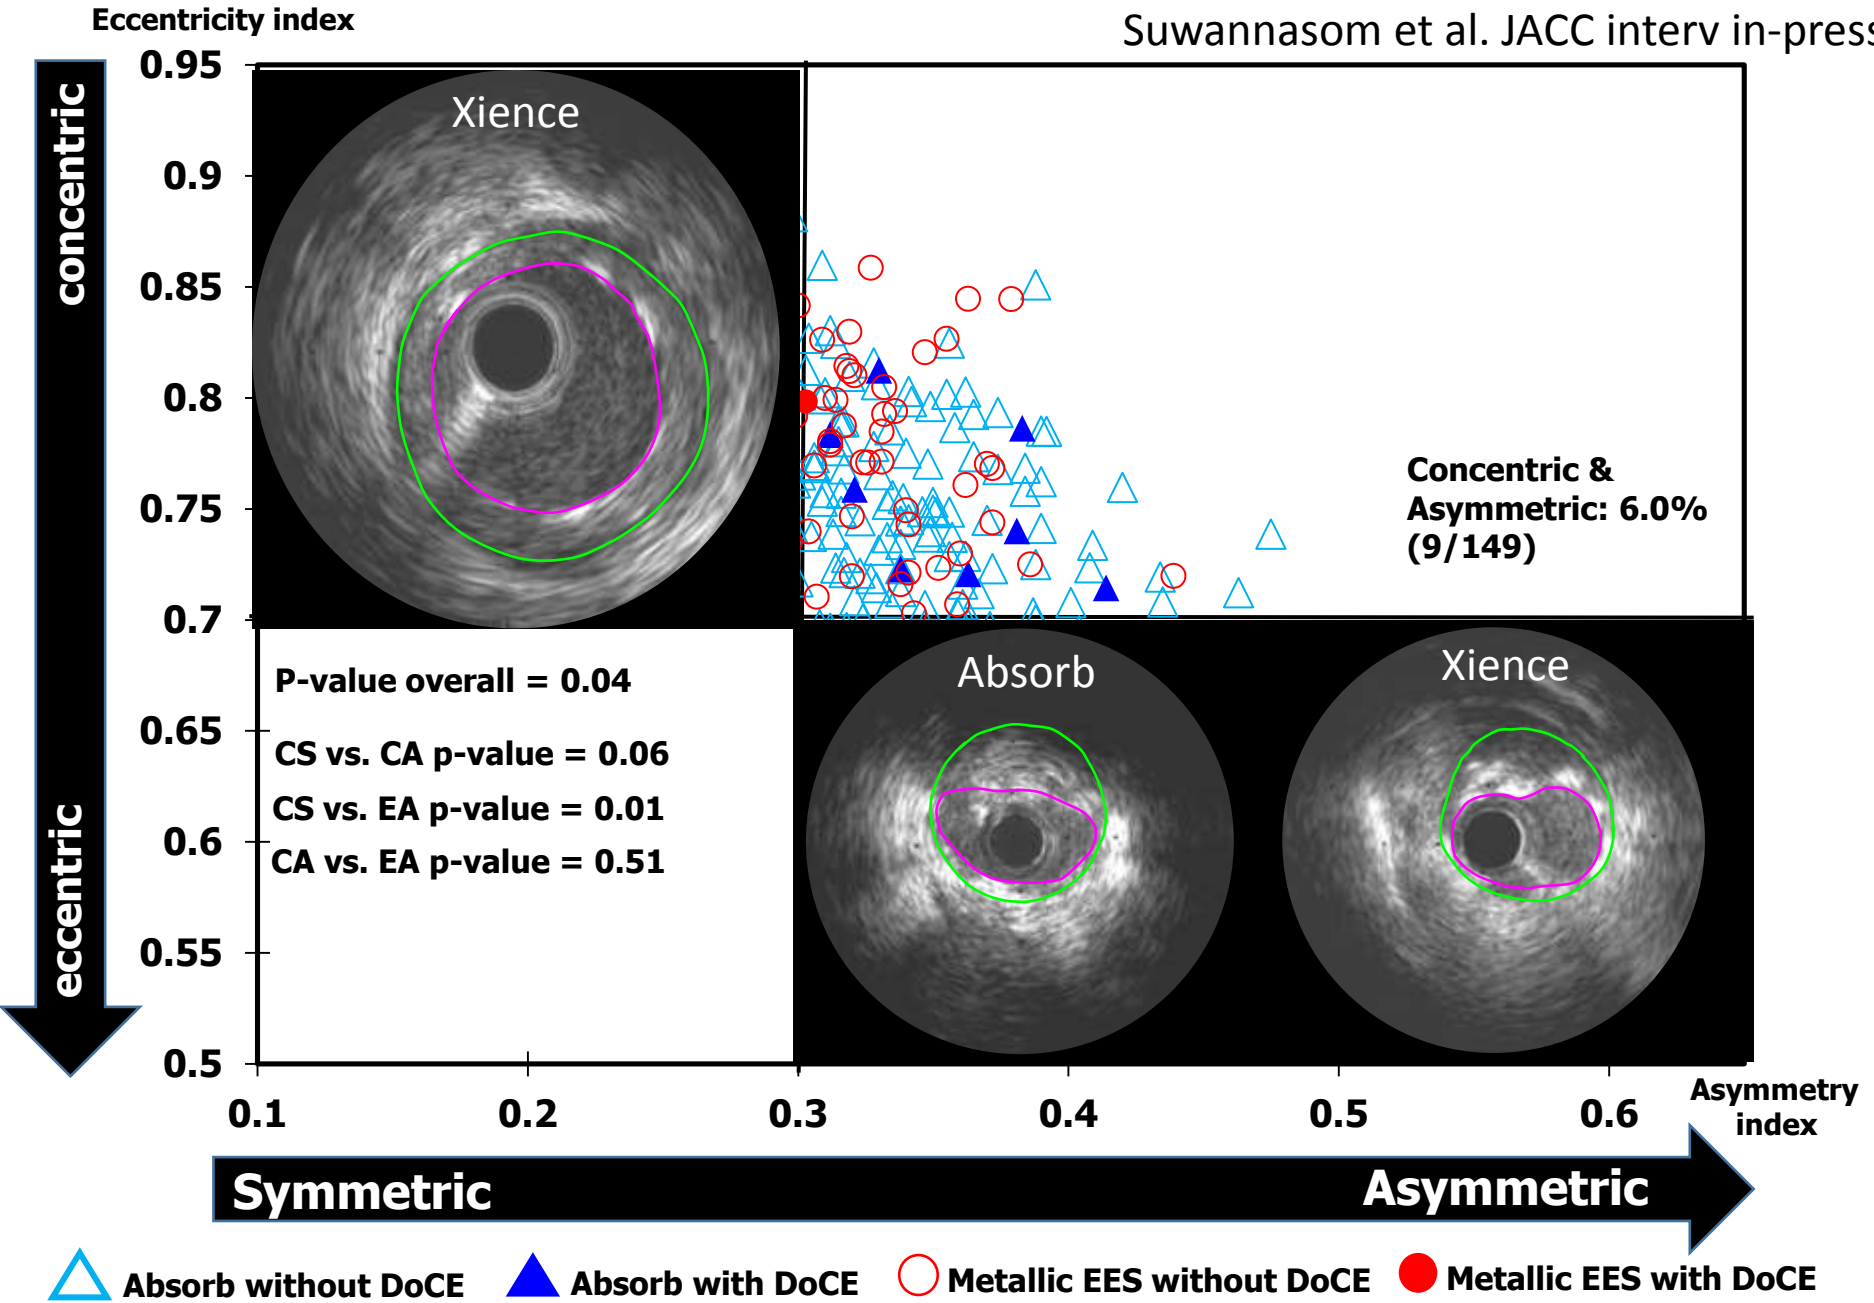 Eccentricity index
Suwannasom et al. JACC interv in-press
concentric
eccentric
0.95
0.9
0.85
0.8
0.75
0.7
0.65
0.6
0.55
0.5
Xience
Concentric &
Asymmetric: 6.0%
(9/149)
P-value overall = 0.04
CS vs. CA p-value = 0.06
CS vs. EA p-value = 0.01
CA vs. EA p-value = 0.51
Absorb
Xience
0.1
0.2
0.3
0.4
0.5
0.6
Asymmetry
index
Symmetric
Asymmetric
Absorb without DoCE
Absorb with DoCE
Metallic EES without DoCE
Metallic EES with DoCE